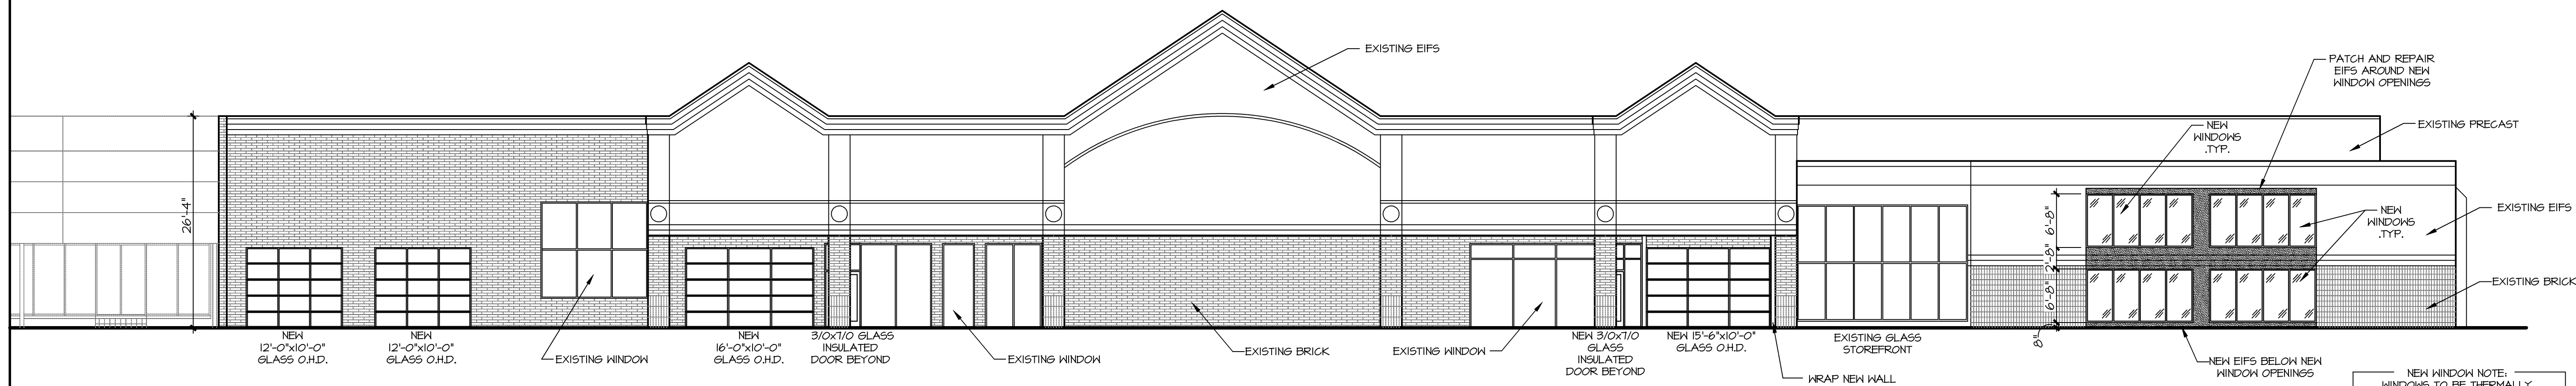 EXISTING EIFS
PATCH AND REPAIR
EIFS AROUND NEW
WINDOW OPENINGS
NEW
WINDOWS
.TYP.
EXISTING PRECAST
26'-4"
6'-8"
2'-8"
6'-8"
8"
NEW
WINDOWS
.TYP.
EXISTING EIFS
EXISTING BRICK
NEW
12'-0"x10'-0"
GLASS O.H.D.
NEW
12'-0"x10'-0"
GLASS O.H.D.
EXISTING WINDOW
NEW
16'-0"x10'-0"
GLASS O.H.D.
3/0x7/0 GLASS
INSULATED
DOOR BEYOND
EXISTING WINDOW
EXISTING BRICK
EXISTING WINDOW
NEW 3/0x7/0
GLASS
INSULATED
DOOR BEYOND
NEW 15'-6"x10'-0"
GLASS O.H.D.
WRAP NEW WALL
EXISTING GLASS
STOREFRONT
NEW EIFS BELOW NEW
WINDOW OPENINGS
NEW WINDOW NOTE:
WINDOWS TO BE THERMALLY